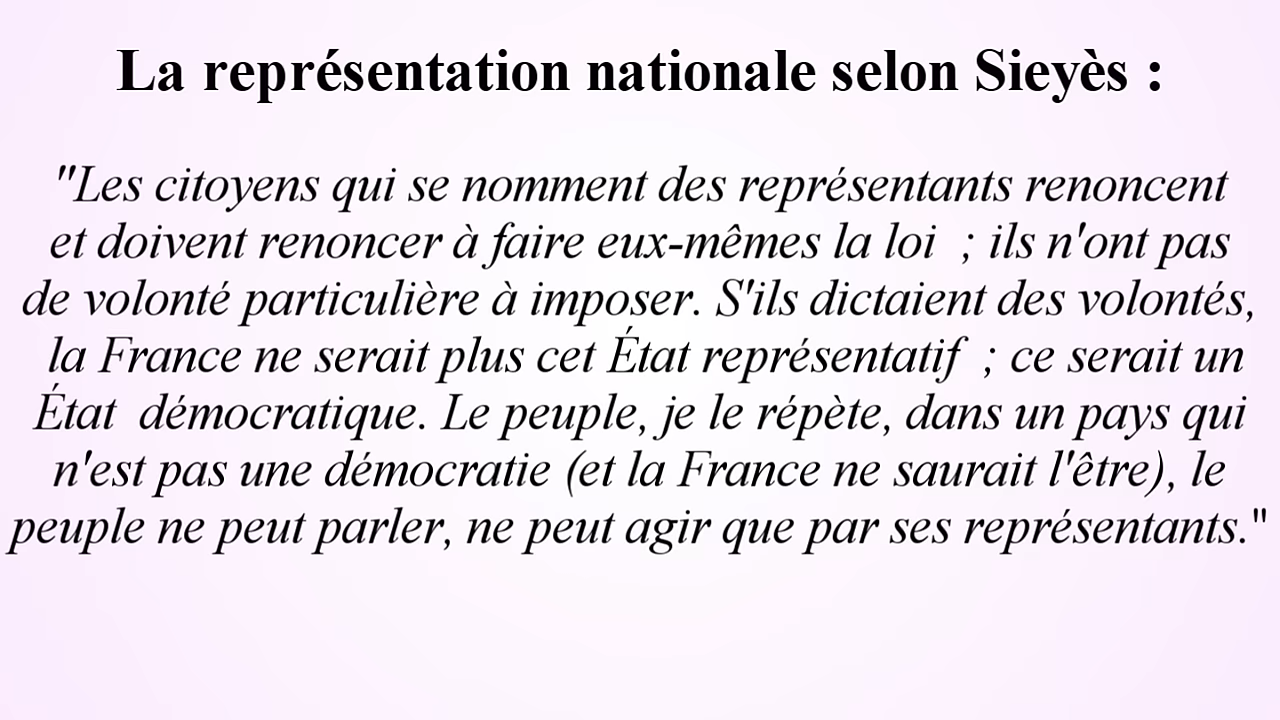 La représentation nationale selon Sieyès :
"Les citoyens qui se nomment des représentants renoncent
et doivent renoncer à faire eux-mêmes la loi  ; ils n'ont pas
de volonté particulière à imposer. S'ils dictaient des volontés,
la France ne serait plus cet État représentatif  ; ce serait un
État  démocratique. Le peuple, je le répète, dans un pays qui
n'est pas une démocratie (et la France ne saurait l'être), le
peuple ne peut parler, ne peut agir que par ses représentants."